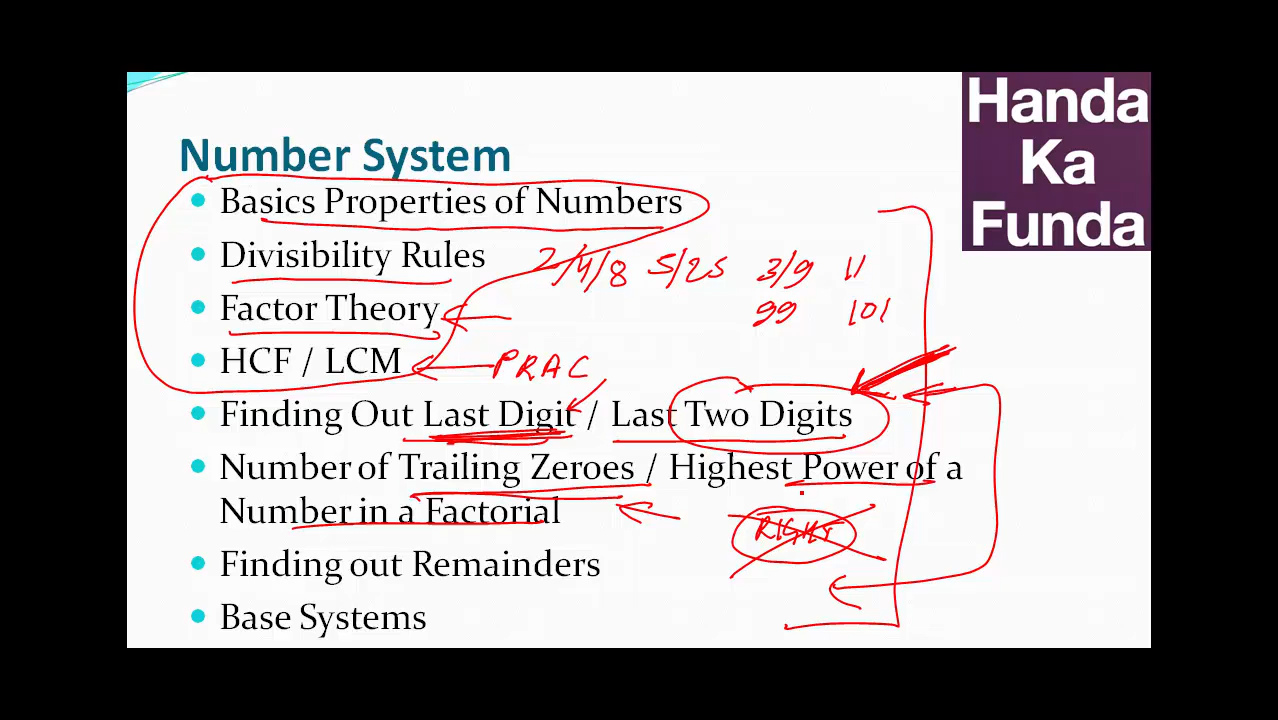 Handa
Ka
Funda
Number System
Basics Properties of Numbers
Divisibility Rules
2/4/8 5/25 3/9 11
99 101
Factor Theory
HCF / LCM
PRAC
Finding Out Last Digit / Last Two Digits
Number of Trailing Zeroes / Highest Power of a
Number in a Factorial
RIGHT
Finding out Remainders
Base Systems